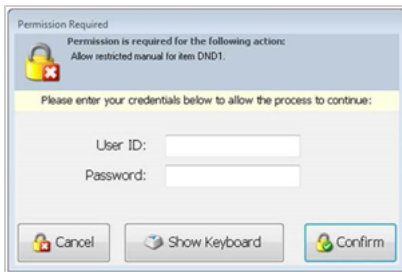 Permission Required
Permission is required for the following action:
Allow restricted manual for item DND1.
Please enter your credentials below to allow the process to continue:
User ID:
Password:
Cancel
Show Keyboard
Confirm